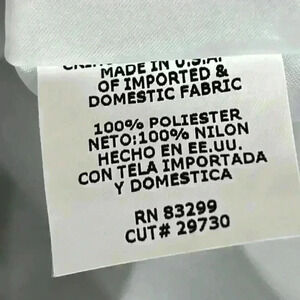 MADE IN U.S.A.
OF IMPORTED &
DOMESTIC FABRIC
100% POLIESTER
NETO:100% NILON
HECHO EN EE.UU.
CON TELA IMPORTADA
Y DOMESTICA
RN 83299
CUT# 29730